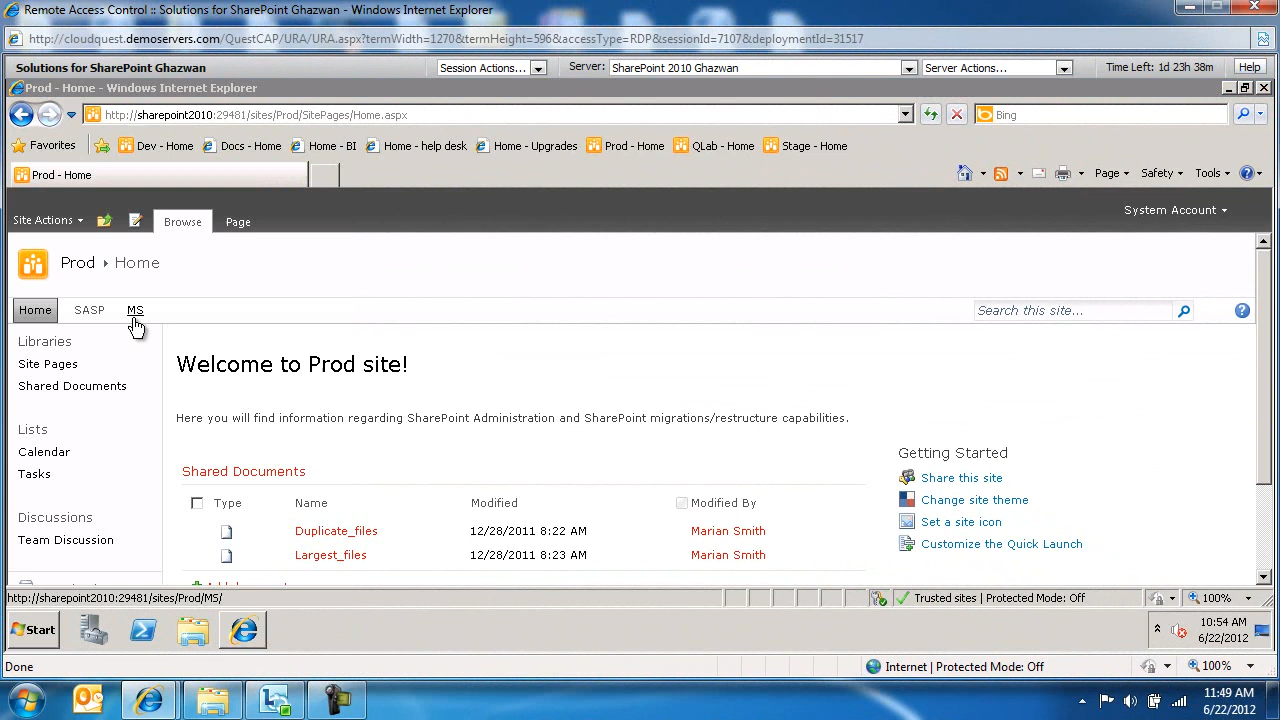 Remote Access Control :: Solutions for SharePoint Ghazwan - Windows Internet Explorer
http://cloudquest.demoservers.com/QuestCAP/URA/URA.aspx?termWidth=1270&termHeight=596&accessType=RDP&sessionId=7107&deploymentId=31517
Solutions for SharePoint Ghazwan Session Actions... Server: SharePoint 2010 Ghazwan Server Actions... Time Left: 1d 23h 38m Help
Prod - Home - Windows Internet Explorer
http://sharepoint2010:29481/sites/Prod/SitePages/Home.aspx Bing
Favorites Dev - Home Docs - Home Home - BI Home - help desk Home - Upgrades Prod - Home QLab - Home Stage - Home
Prod - Home Page Safety Tools
Site Actions Browse Page System Account
Prod Home
Home SASP MS Search this site...
Libraries
Site Pages
Shared Documents
Lists
Calendar
Tasks
Discussions
Team Discussion
Welcome to Prod site!
Here you will find information regarding SharePoint Administration and SharePoint migrations/restructure capabilities.
Shared Documents
Type Name Modified Modified By
Duplicate_files 12/28/2011 8:22 AM Marian Smith
Largest_files 12/28/2011 8:23 AM Marian Smith
Getting Started
Share this site
Change site theme
Set a site icon
Customize the Quick Launch
http://sharepoint2010:29481/sites/Prod/MS/ Trusted sites | Protected Mode: Off 100%
Start 10:54 AM
6/22/2012
Done Internet | Protected Mode: Off 100%
11:49 AM
6/22/2012